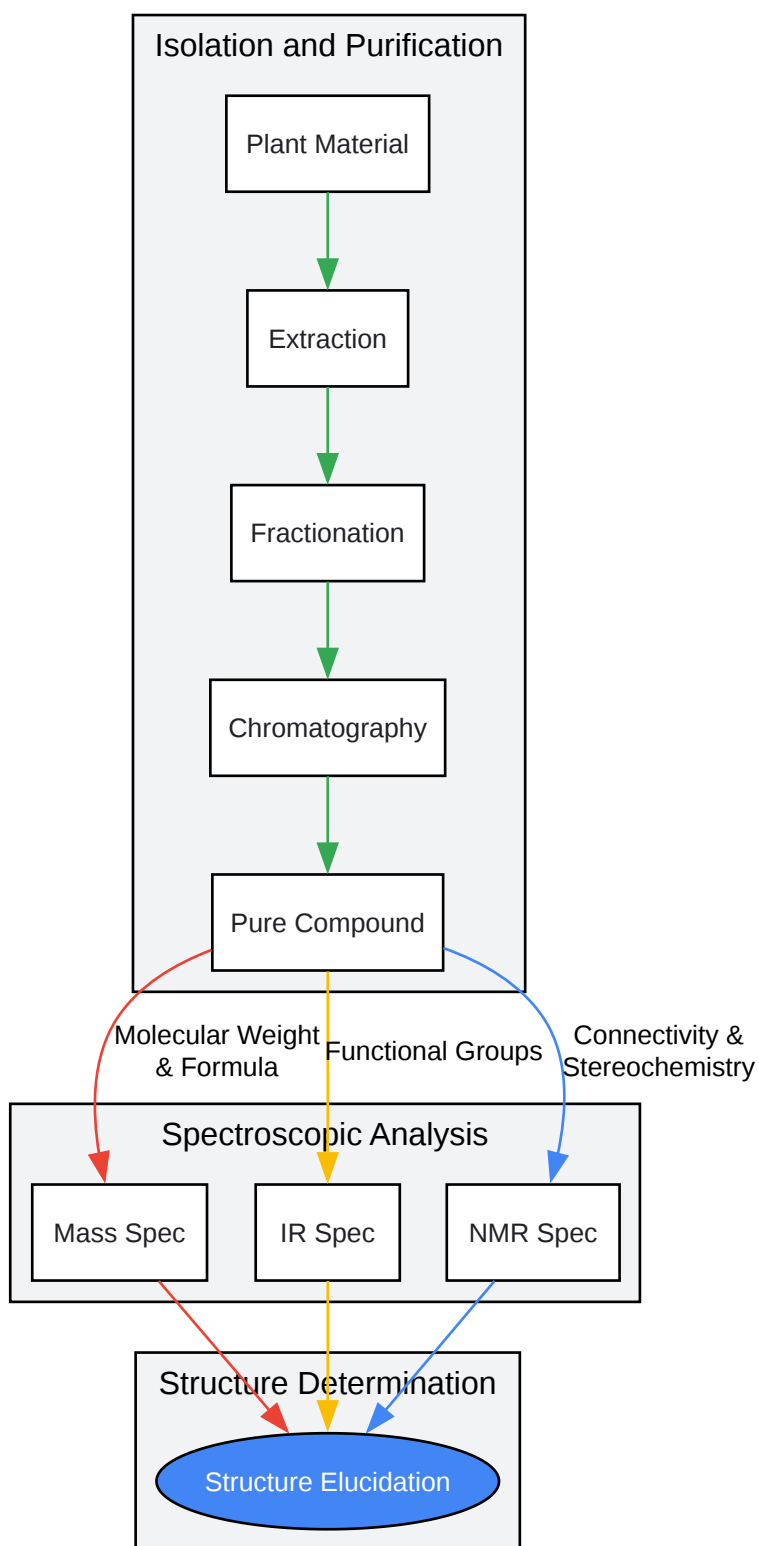 Isolation and Purification
Plant Material
Extraction
Fractionation
Chromatography
Pure Compound
Molecular Weight
& Formula
Functional Groups
Connectivity &
Stereochemistry
Spectroscopic Analysis
Mass Spec
IR Spec
NMR Spec
Structure Determination
Structure Elucidation